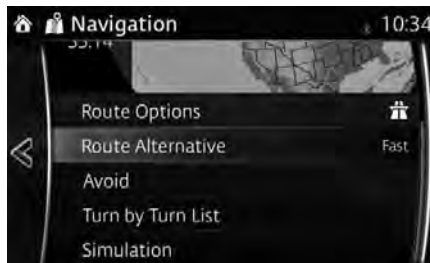 Navigation 10:34
Route Options
Route Alternative Fast
Avoid
Turn by Turn List
Simulation